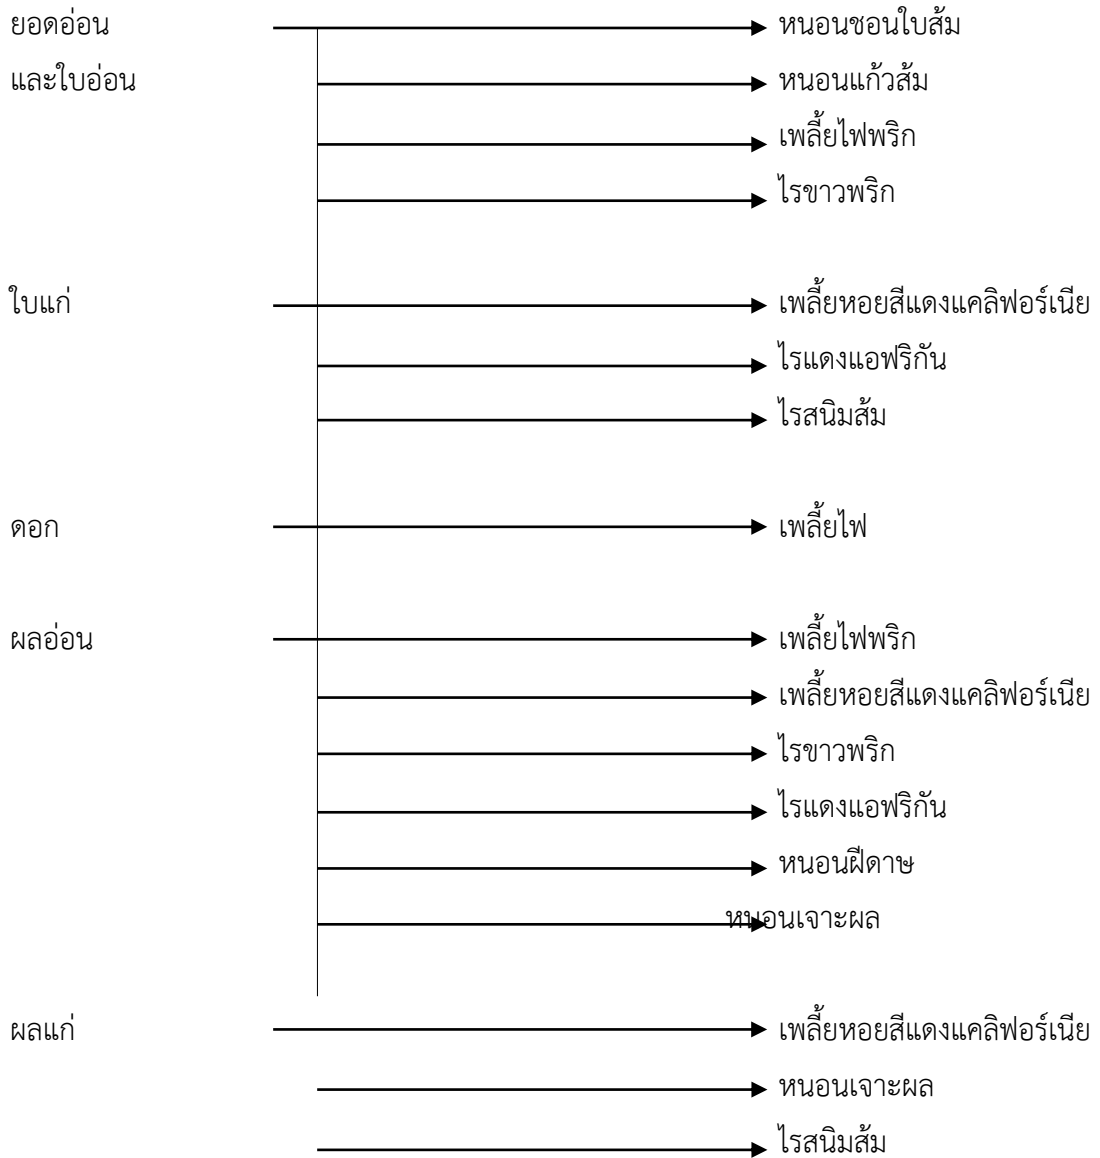 ยอดอ่อน หนอนชอนใบส้ม
และใบอ่อน หนอนแก้วส้ม
เพลี้ยไฟพริก
ไรขาวพริก
ใบแก่ เพลี้ยหอยสีแดงแคลิฟอร์เนีย
ไรแดงแอฟริกัน
ไรสนิมส้ม
ดอก เพลี้ยไฟ
ผลอ่อน เพลี้ยไฟพริก
เพลี้ยหอยสีแดงแคลิฟอร์เนีย
ไรขาวพริก
ไรแดงแอฟริกัน
หนอนฝีดาษ
หนอนเจาะผล
ผลแก่ เพลี้ยหอยสีแดงแคลิฟอร์เนีย
หนอนเจาะผล
ไรสนิมส้ม